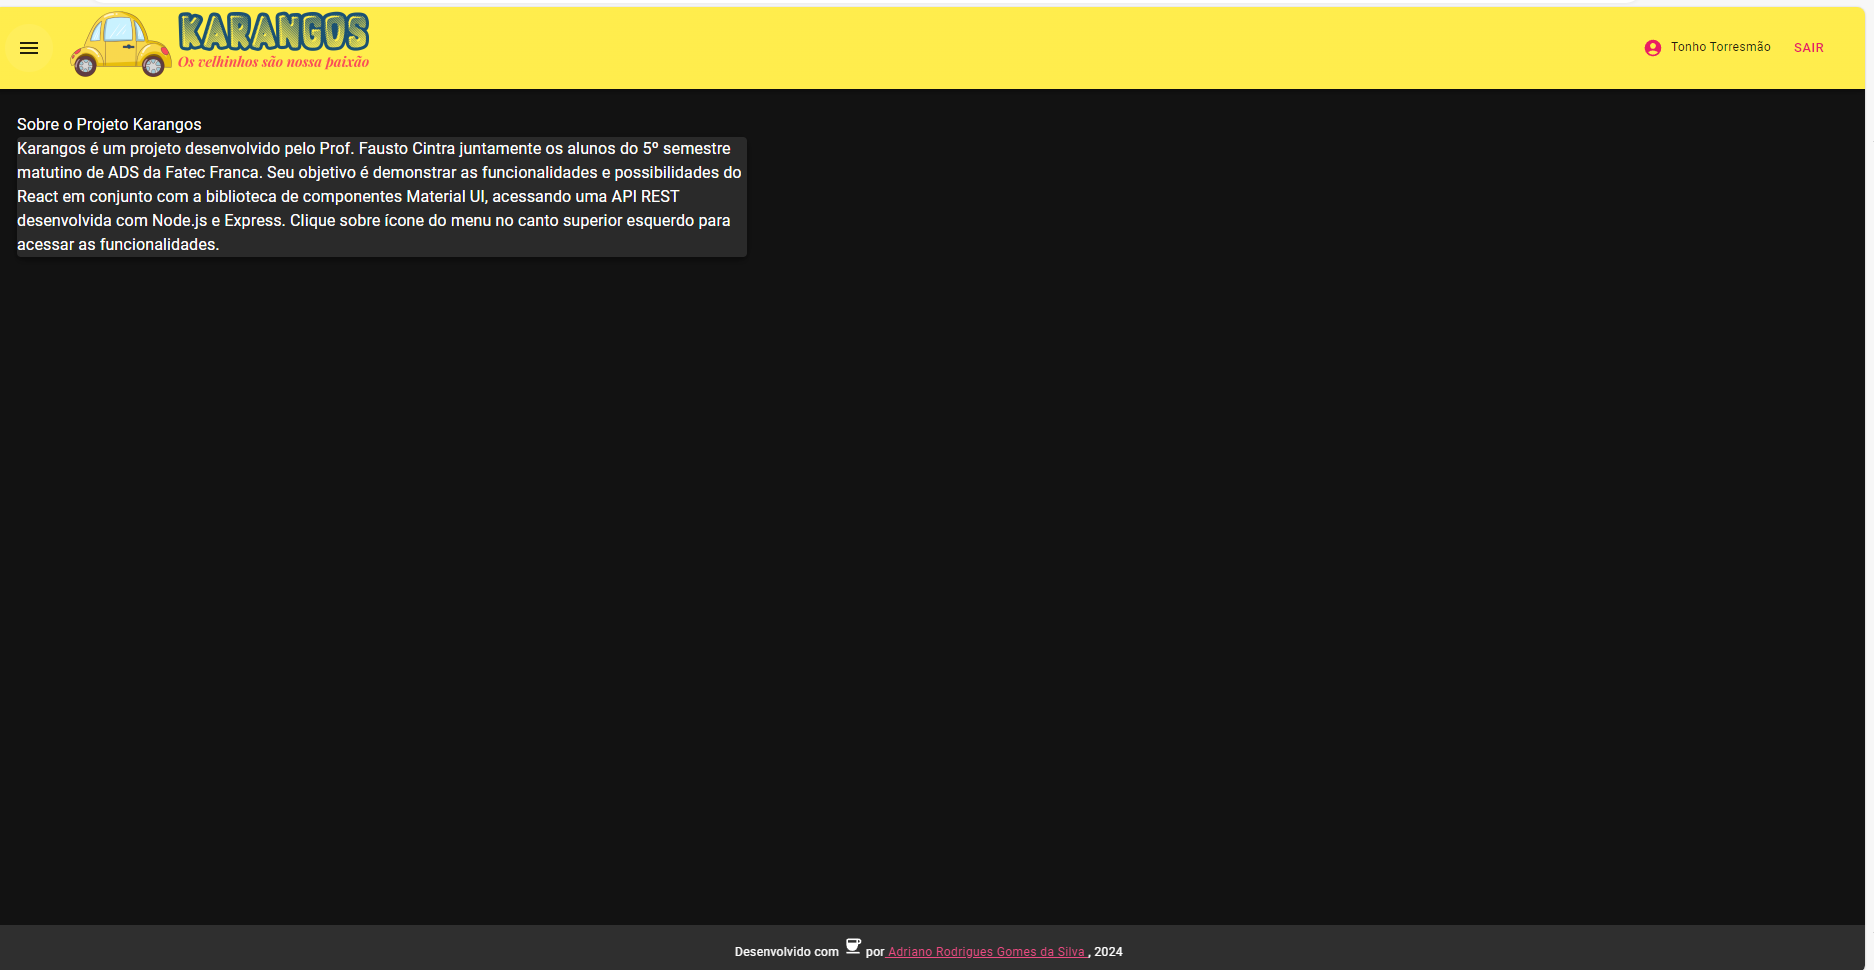 KARANGOS
Os velhinhos são nossa paixão
Tonho Torresmão
SAIR
Sobre o Projeto Karangos
Karangos é um projeto desenvolvido pelo Prof. Fausto Cintra juntamente os alunos do 5º semestre
matutino de ADS da Fatec Franca. Seu objetivo é demonstrar as funcionalidades e possibilidades do
React em conjunto com a biblioteca de componentes Material UI, acessando uma API REST
desenvolvida com Node.js e Express. Clique sobre ícone do menu no canto superior esquerdo para
acessar as funcionalidades.
Desenvolvido com por Adriano Rodrigues Gomes da Silva , 2024